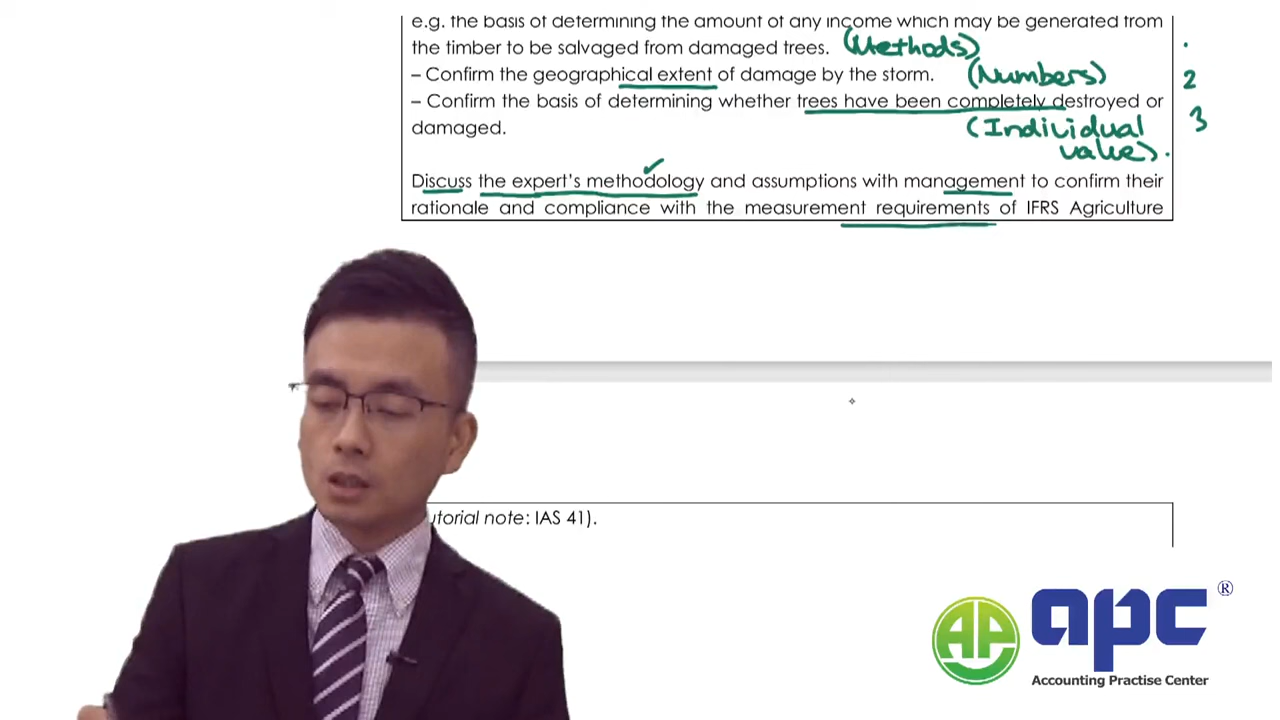 e.g. the basis of determining the amount of any income which may be generated from
the timber to be salvaged from damaged trees. (Methods)
– Confirm the geographical extent of damage by the storm. (Numbers) 2
– Confirm the basis of determining whether trees have been completely destroyed or 3
damaged. (Individual
value).
Discuss the expert's methodology and assumptions with management to confirm their
rationale and compliance with the measurement requirements of IFRS Agriculture
utorial note: IAS 41).
AP
apc®
Accounting Practise Center